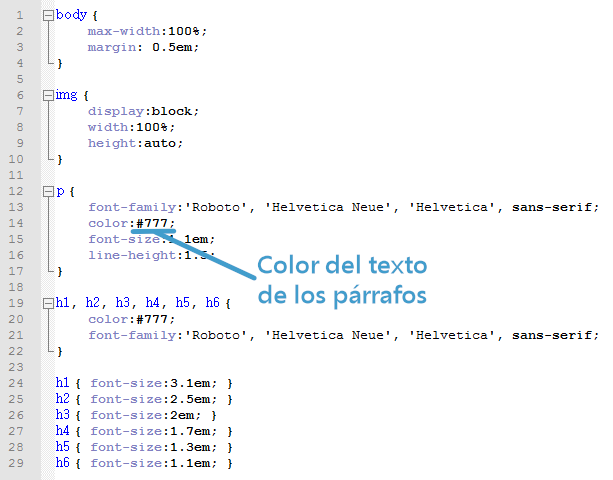 1 body {
2 max-width:100%;
3 margin: 0.5em;
4 }
5
6 img {
7 display:block;
8 width:100%;
9 height:auto;
10 }
11
12 p {
13 font-family:'Roboto', 'Helvetica Neue', 'Helvetica', sans-serif;
14 color:#777;
15 font-size:1.1em;
16 line-height:1.5;
17 }
18
19 h1, h2, h3, h4, h5, h6 {
20 color:#777;
21 font-family:'Roboto', 'Helvetica Neue', 'Helvetica', sans-serif;
22 }
23
24 h1 { font-size:3.1em; }
25 h2 { font-size:2.5em; }
26 h3 { font-size:2em; }
27 h4 { font-size:1.7em; }
28 h5 { font-size:1.3em; }
29 h6 { font-size:1.1em; }
Color del texto
de los párrafos